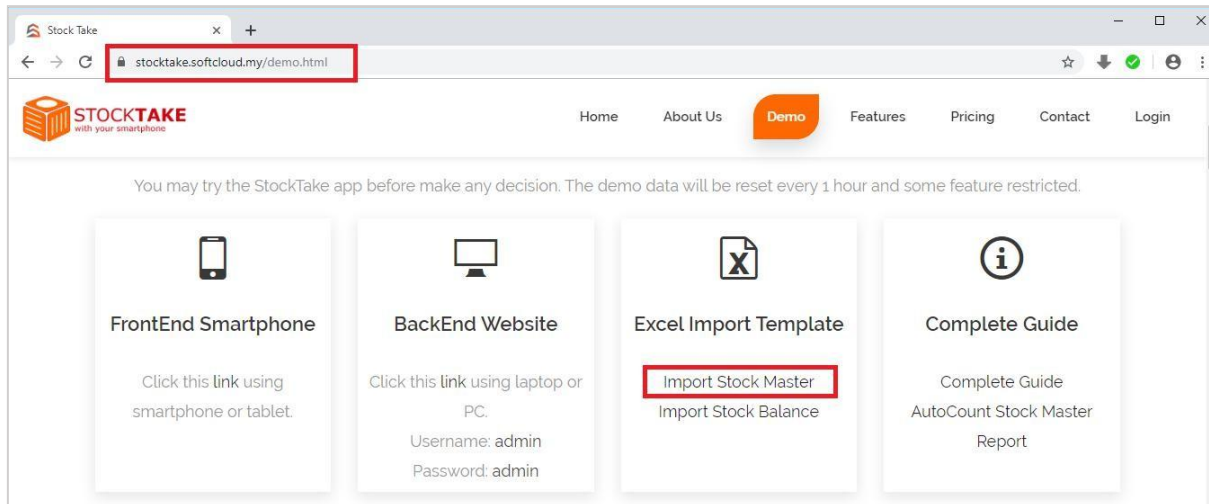 Stock Take
stocktake.softcloud.my/demo.html
STOCKTAKE
with your smartphone
Home About Us Demo Features Pricing Contact Login
You may try the StockTake app before make any decision. The demo data will be reset every 1 hour and some feature restricted.
FrontEnd Smartphone
Click this link using
smartphone or tablet.
BackEnd Website
Click this link using laptop or
PC.
Username: admin
Password: admin
Excel Import Template
Import Stock Master
Import Stock Balance
Complete Guide
Complete Guide
AutoCount Stock Master
Report